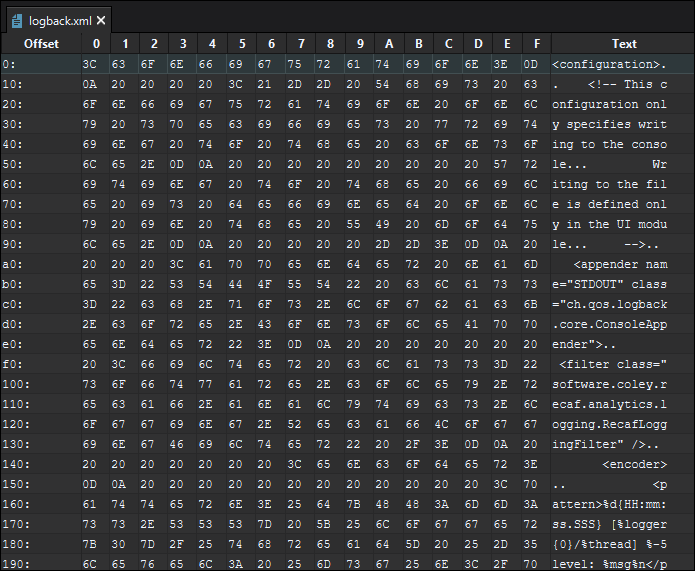 logback.xml
Offset 0 1 2 3 4 5 6 7 8 9 A B C D E F Text
0: 3C 63 6F 6E 66 69 67 75 72 61 74 69 6F 6E 3E 0D <configuration>.
10: 0A 20 20 20 20 3C 21 2D 2D 20 54 68 69 73 20 63 .    <!-- This c
20: 6F 6E 66 69 67 75 72 61 74 69 6F 6E 20 6F 6E 6C onfiguration onl
30: 79 20 73 70 65 63 69 66 69 65 73 20 77 72 69 74 y specifies writ
40: 69 6E 67 20 74 6F 20 74 68 65 20 63 6F 6E 73 6F ing to the conso
50: 6C 65 2E 0D 0A 20 20 20 20 20 20 20 20 20 57 72 le...         Wr
60: 69 74 69 6E 67 20 74 6F 20 74 68 65 20 66 69 6C iting to the fil
70: 65 20 69 73 20 64 65 66 69 6E 65 64 20 6F 6E 6C e is defined onl
80: 79 20 69 6E 20 74 68 65 20 55 49 20 6D 6F 64 75 y in the UI modu
90: 6C 65 2E 0D 0A 20 20 20 20 20 2D 2D 3E 0D 0A 20 le...     -->..
a0: 20 20 20 3C 61 70 70 65 6E 64 65 72 20 6E 61 6D    <appender nam
b0: 65 3D 22 53 54 44 4F 55 54 22 20 63 6C 61 73 73 e="STDOUT" class
c0: 3D 22 63 68 2E 71 6F 73 2E 6C 6F 67 62 61 63 6B ="ch.qos.logback
d0: 2E 63 6F 72 65 2E 43 6F 6E 73 6F 6C 65 41 70 70 .core.ConsoleApp
e0: 65 6E 64 65 72 22 3E 0D 0A 20 20 20 20 20 20 20 ender">..
f0: 20 3C 66 69 6C 74 65 72 20 63 6C 61 73 73 3D 22  <filter class="
100: 73 6F 66 74 77 61 72 65 2E 63 6F 6C 65 79 2E 72 software.coley.r
110: 65 63 61 66 2E 61 6E 61 6C 79 74 69 63 73 2E 6C ecaf.analytics.l
120: 6F 67 67 69 6E 67 2E 52 65 63 61 66 4C 6F 67 67 ogging.RecafLogg
130: 69 6E 67 46 69 6C 74 65 72 22 20 2F 3E 0D 0A 20 ingFilter" />..
140: 20 20 20 20 20 20 20 3C 65 6E 63 6F 64 65 72 3E        <encoder>
150: 0D 0A 20 20 20 20 20 20 20 20 20 20 20 20 3C 70 ..            <p
160: 61 74 74 65 72 6E 3E 25 64 7B 48 48 3A 6D 6D 3A attern>%d{HH:mm:
170: 73 73 2E 53 53 53 7D 20 5B 25 6C 6F 67 67 65 72 ss.SSS} [%logger
180: 7B 30 7D 2F 25 74 68 72 65 61 64 5D 20 25 2D 35 {0}/%thread] %-5
190: 6C 65 76 65 6C 3A 20 25 6D 73 67 25 6E 3C 2F 70 level: %msg%n</p